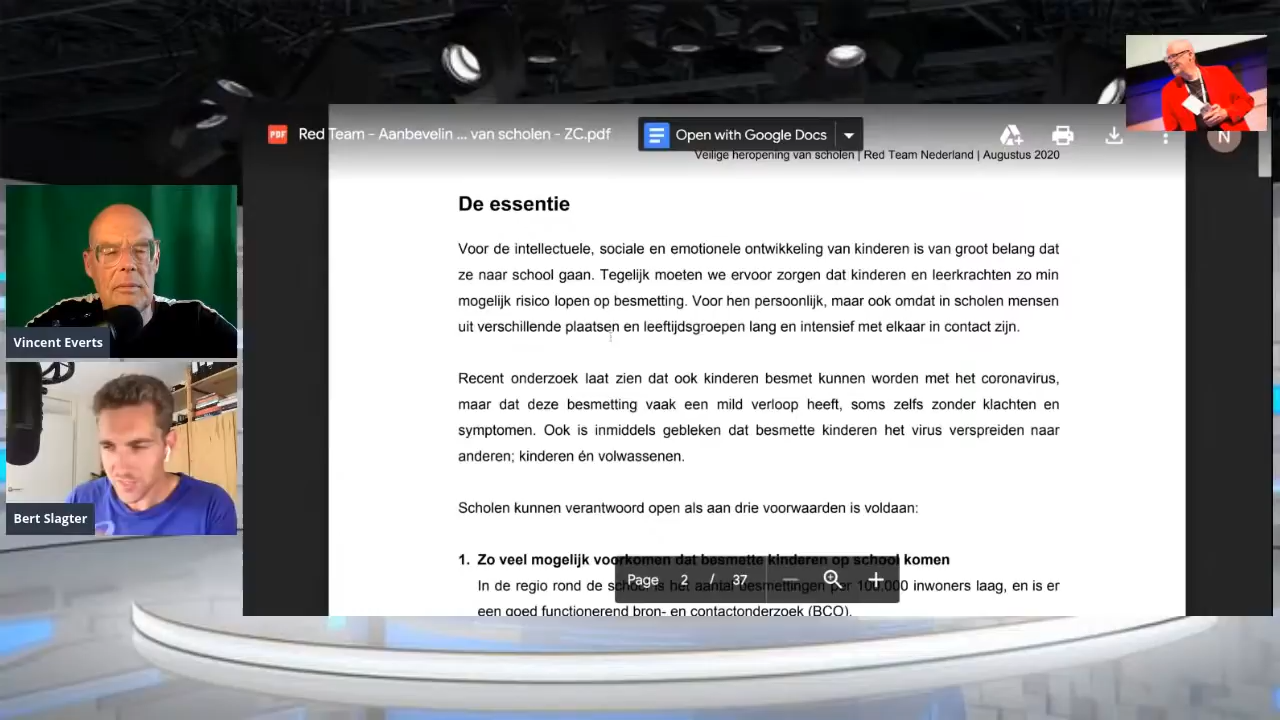 PDF
Red Team - Aanbevelin ... van scholen - ZC.pdf
Open with Google Docs
N
Veilige heropening van scholen | Red Team Nederland | Augustus 2020
De essentie
Voor de intellectuele, sociale en emotionele ontwikkeling van kinderen is van groot belang dat
ze naar school gaan. Tegelijk moeten we ervoor zorgen dat kinderen en leerkrachten zo min
mogelijk risico lopen op besmetting. Voor hen persoonlijk, maar ook omdat in scholen mensen
uit verschillende plaatsen en leeftijdsgroepen lang en intensief met elkaar in contact zijn.
Recent onderzoek laat zien dat ook kinderen besmet kunnen worden met het coronavirus,
maar dat deze besmetting vaak een mild verloop heeft, soms zelfs zonder klachten en
symptomen. Ook is inmiddels gebleken dat besmette kinderen het virus verspreiden naar
anderen; kinderen én volwassenen.
Scholen kunnen verantwoord open als aan drie voorwaarden is voldaan:
1. Zo veel mogelijk voorkomen dat besmette kinderen op school komen
In de regio rond de school is het aantal besmettingen per 100.000 inwoners laag, en is er
een goed functionerend bron- en contactonderzoek (BCO).
Page 2 / 37
Vincent Everts
Bert Slagter